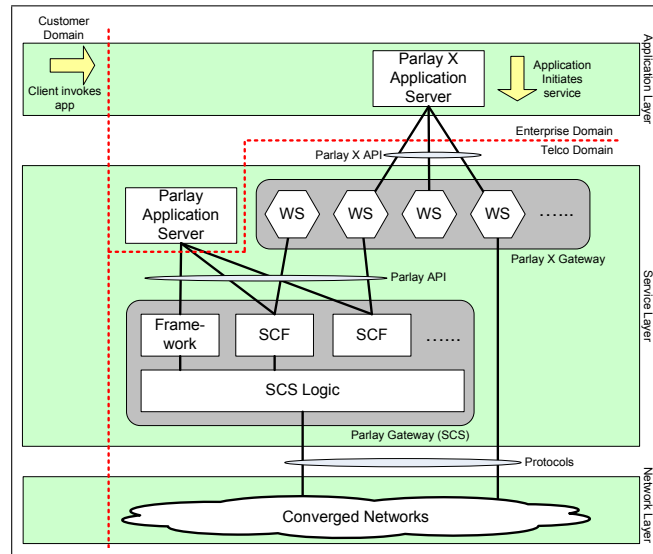 Customer
Domain
Client invokes
app
Parlay X
Application
Server
Application
Initiates
service
Application Layer
Enterprise Domain
Telco Domain
Parlay X API
Parlay
Application
Server
WS
WS
WS
WS
......
Parlay X Gateway
Parlay API
Service Layer
Frame-
work
SCF
SCF
......
SCS Logic
Parlay Gateway (SCS)
Protocols
Converged Networks
Network Layer